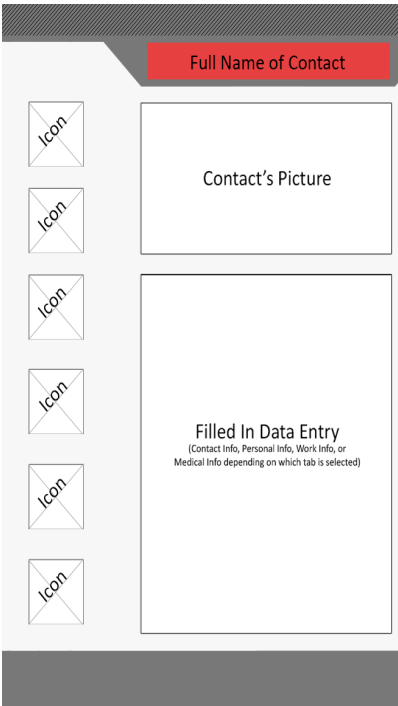 Full Name of Contact
Icon
Contact's Picture
Icon
Icon
Icon
Filled In Data Entry
(Contact Info, Personal Info, Work Info, or
Medical Info depending on which tab is selected)
Icon
Icon